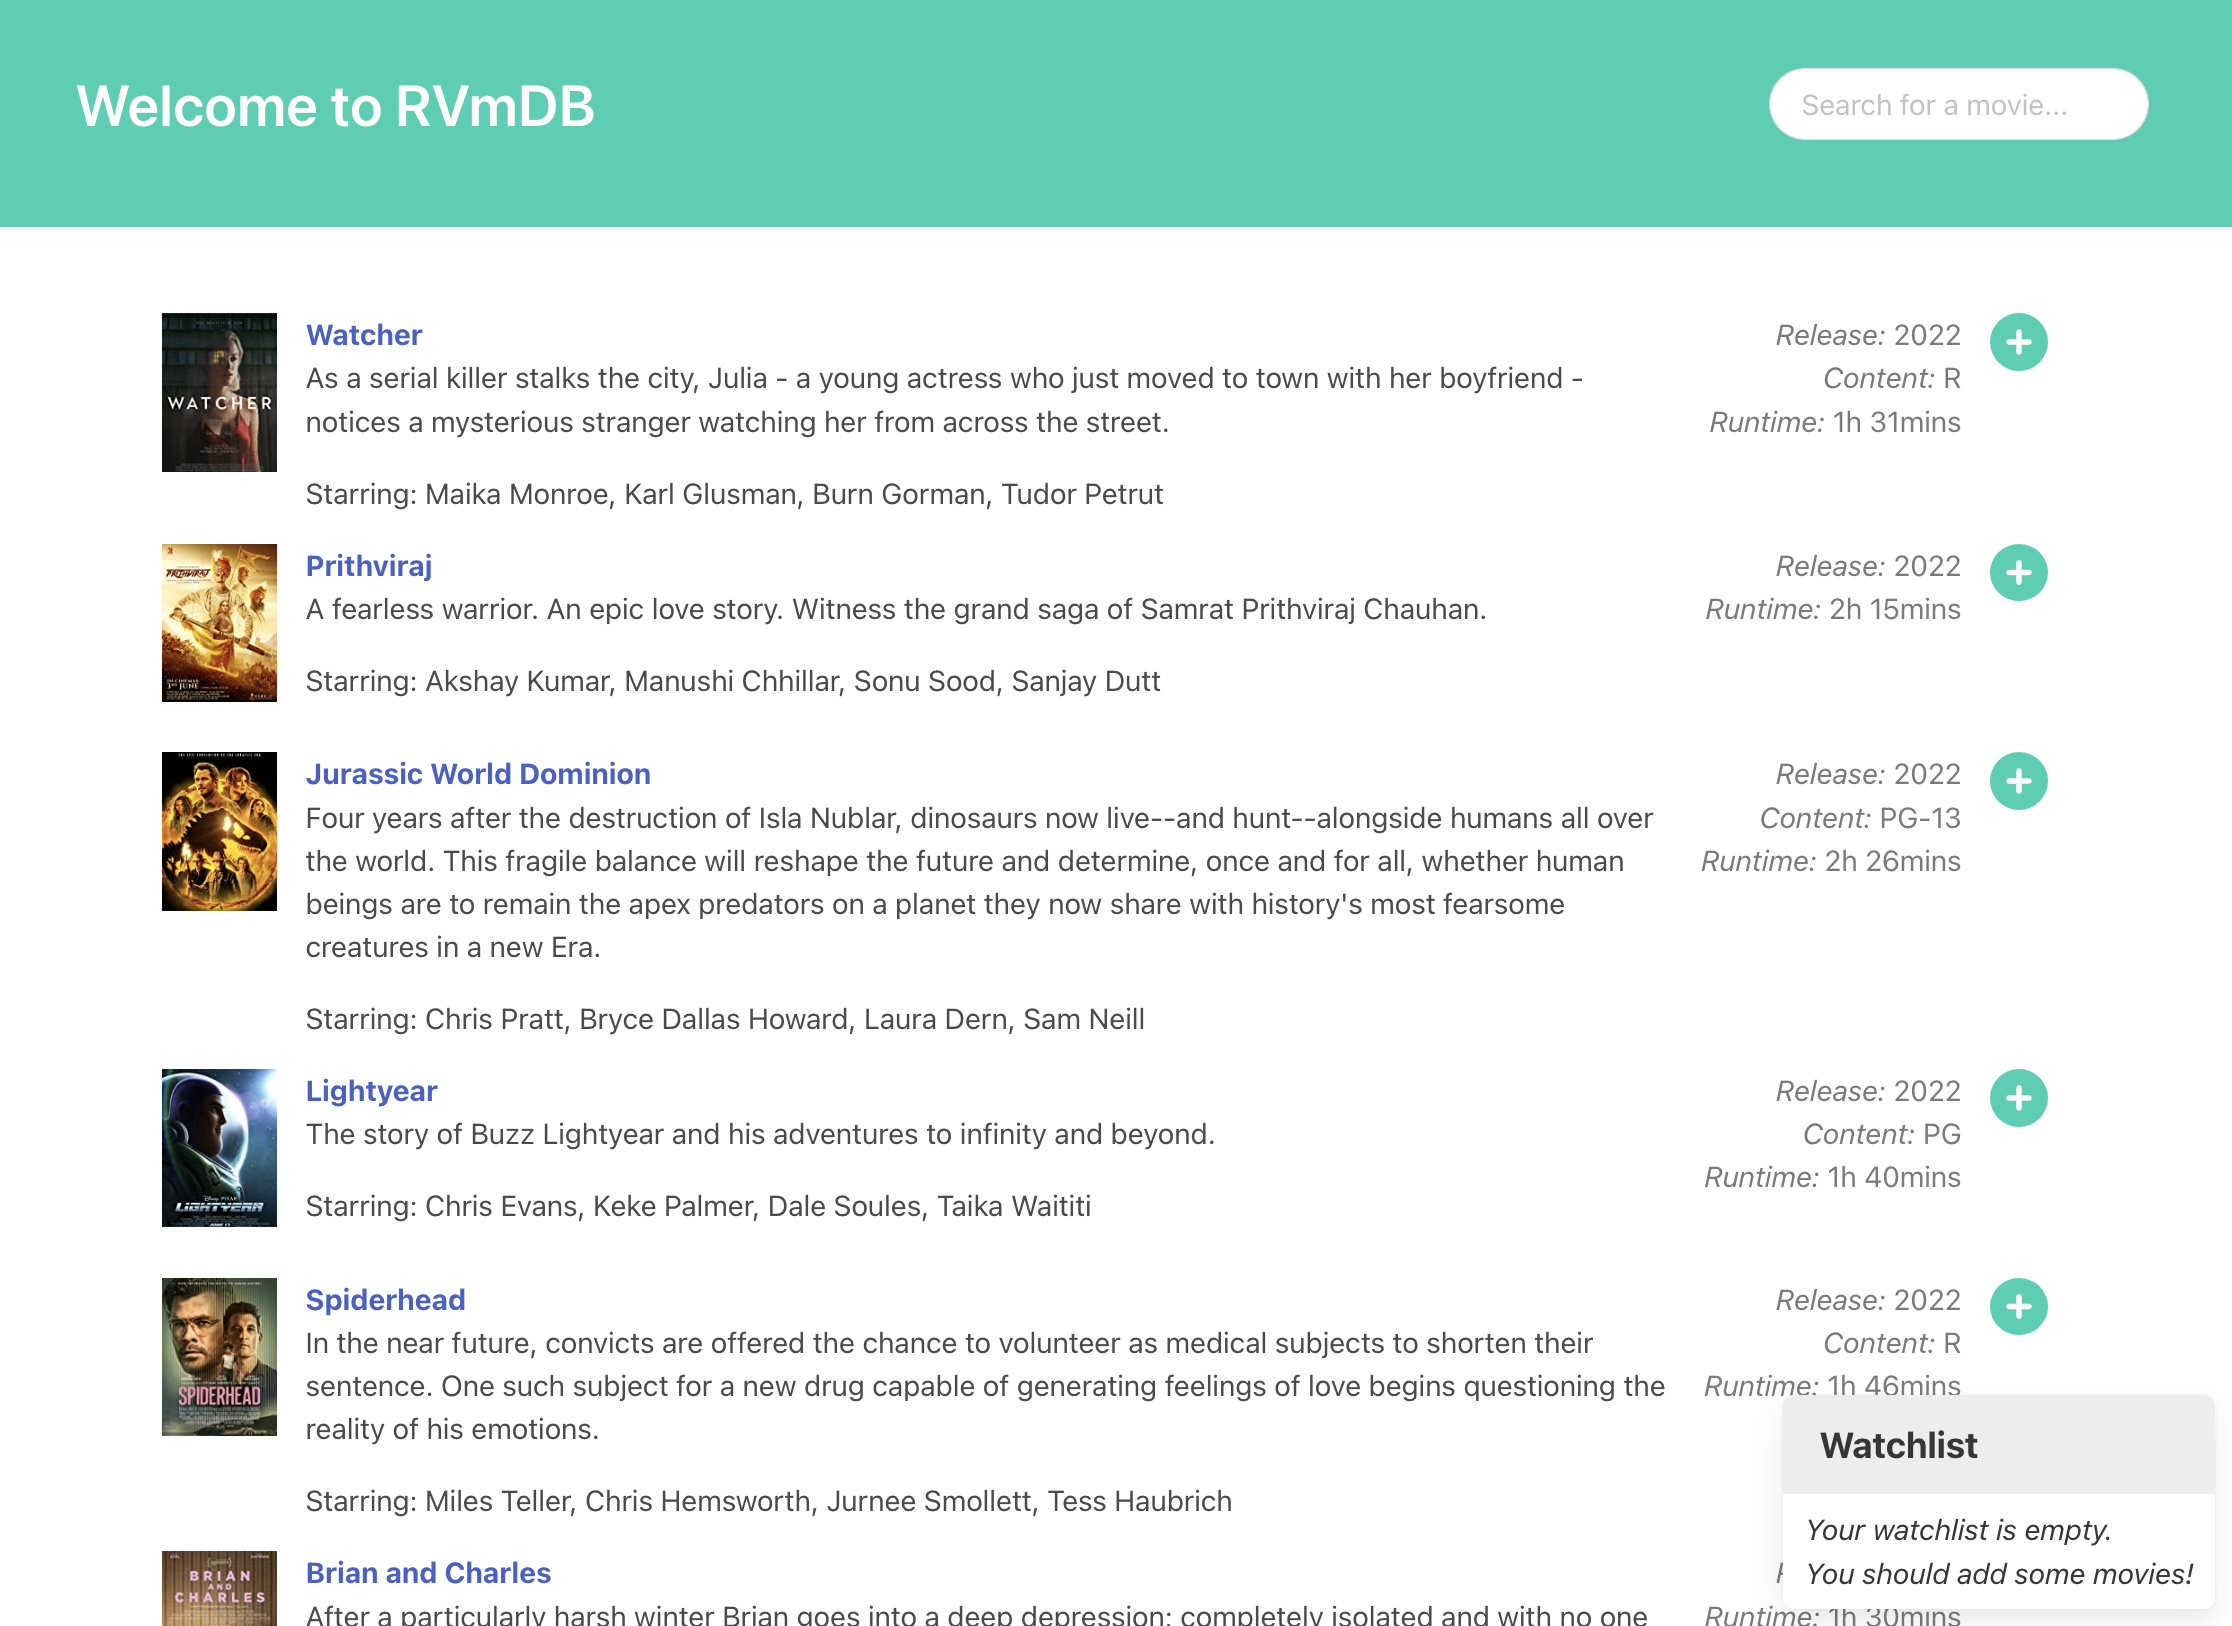 Welcome to RVmDB
Search for a movie...
WATCHER
Watcher
As a serial killer stalks the city, Julia - a young actress who just moved to town with her boyfriend -
notices a mysterious stranger watching her from across the street.
Starring: Maika Monroe, Karl Glusman, Burn Gorman, Tudor Petrut
Release: 2022
Content: R
Runtime: 1h 31mins
PRITHVIRAJ
IN CINEMAS
3RD JUNE
Prithviraj
A fearless warrior. An epic love story. Witness the grand saga of Samrat Prithviraj Chauhan.
Starring: Akshay Kumar, Manushi Chhillar, Sonu Sood, Sanjay Dutt
Release: 2022
Runtime: 2h 15mins
Jurassic World Dominion
Four years after the destruction of Isla Nublar, dinosaurs now live--and hunt--alongside humans all over
the world. This fragile balance will reshape the future and determine, once and for all, whether human
beings are to remain the apex predators on a planet they now share with history's most fearsome
creatures in a new Era.
Starring: Chris Pratt, Bryce Dallas Howard, Laura Dern, Sam Neill
Release: 2022
Content: PG-13
Runtime: 2h 26mins
Disney PIXAR
LIGHTYEAR
JUNE 17
Lightyear
The story of Buzz Lightyear and his adventures to infinity and beyond.
Starring: Chris Evans, Keke Palmer, Dale Soules, Taika Waititi
Release: 2022
Content: PG
Runtime: 1h 40mins
SPIDERHEAD
Spiderhead
In the near future, convicts are offered the chance to volunteer as medical subjects to shorten their
sentence. One such subject for a new drug capable of generating feelings of love begins questioning the
reality of his emotions.
Starring: Miles Teller, Chris Hemsworth, Jurnee Smollett, Tess Haubrich
Release: 2022
Content: R
Runtime: 1h 46mins
BRIAN
AND
CHARLES
Brian and Charles
After a particularly harsh winter Brian goes into a deep depression; completely isolated and with no one
Runtime: 1h 30mins
Watchlist
Your watchlist is empty.
You should add some movies!